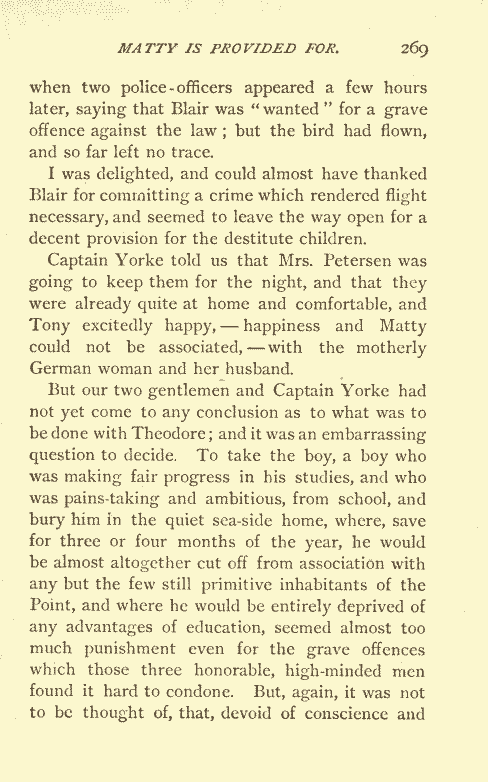 MATTY IS PROVIDED FOR. 269
when two police-officers appeared a few hours
later, saying that Blair was "wanted" for a grave
offence against the law; but the bird had flown,
and so far left no trace.
I was delighted, and could almost have thanked
Blair for committing a crime which rendered flight
necessary, and seemed to leave the way open for a
decent provision for the destitute children.
Captain Yorke told us that Mrs. Petersen was
going to keep them for the night, and that they
were already quite at home and comfortable, and
Tony excitedly happy,—happiness and Matty
could not be associated,—with the motherly
German woman and her husband.
But our two gentlemen and Captain Yorke had
not yet come to any conclusion as to what was to
be done with Theodore; and it was an embarrassing
question to decide. To take the boy, a boy who
was making fair progress in his studies, and who
was pains-taking and ambitious, from school, and
bury him in the quiet sea-side home, where, save
for three or four months of the year, he would
be almost altogether cut off from association with
any but the few still primitive inhabitants of the
Point, and where he would be entirely deprived of
any advantages of education, seemed almost too
much punishment even for the grave offences
which those three honorable, high-minded men
found it hard to condone. But, again, it was not
to be thought of, that, devoid of conscience and